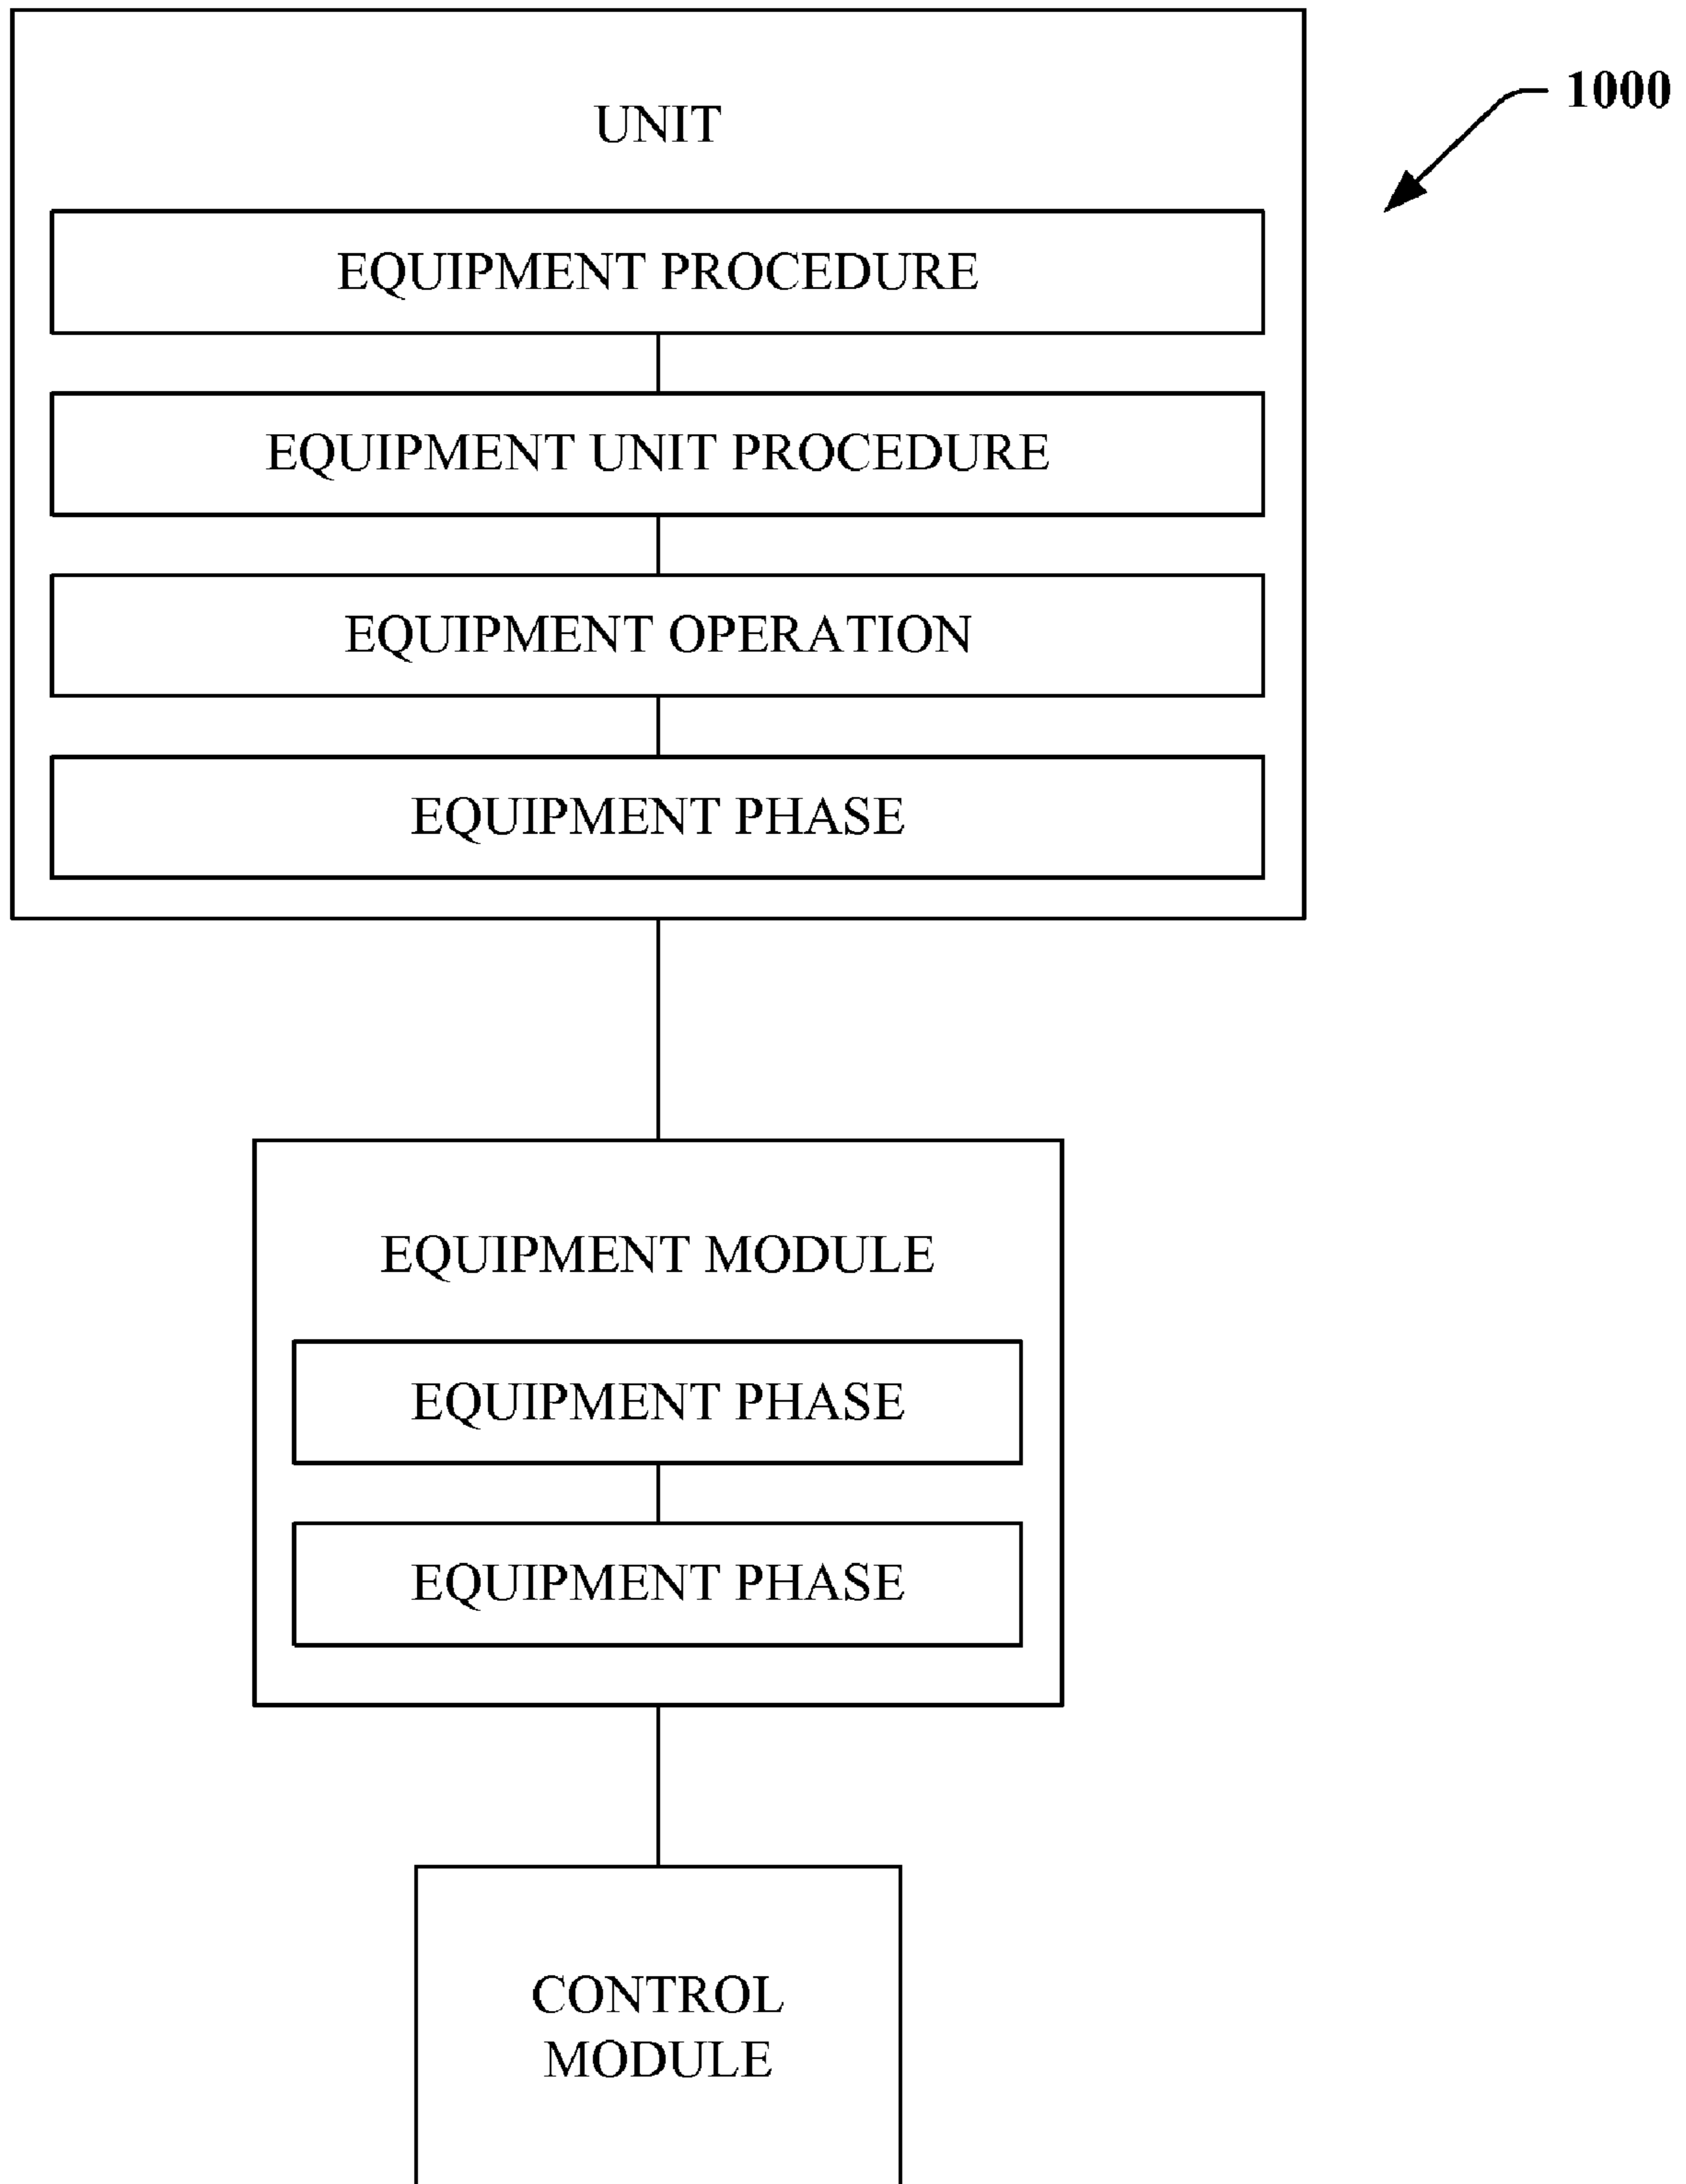 1000
UNIT
EQUIPMENT PROCEDURE
EQUIPMENT UNIT PROCEDURE
EQUIPMENT OPERATION
EQUIPMENT PHASE
EQUIPMENT MODULE
EQUIPMENT PHASE
EQUIPMENT PHASE
CONTROL
MODULE